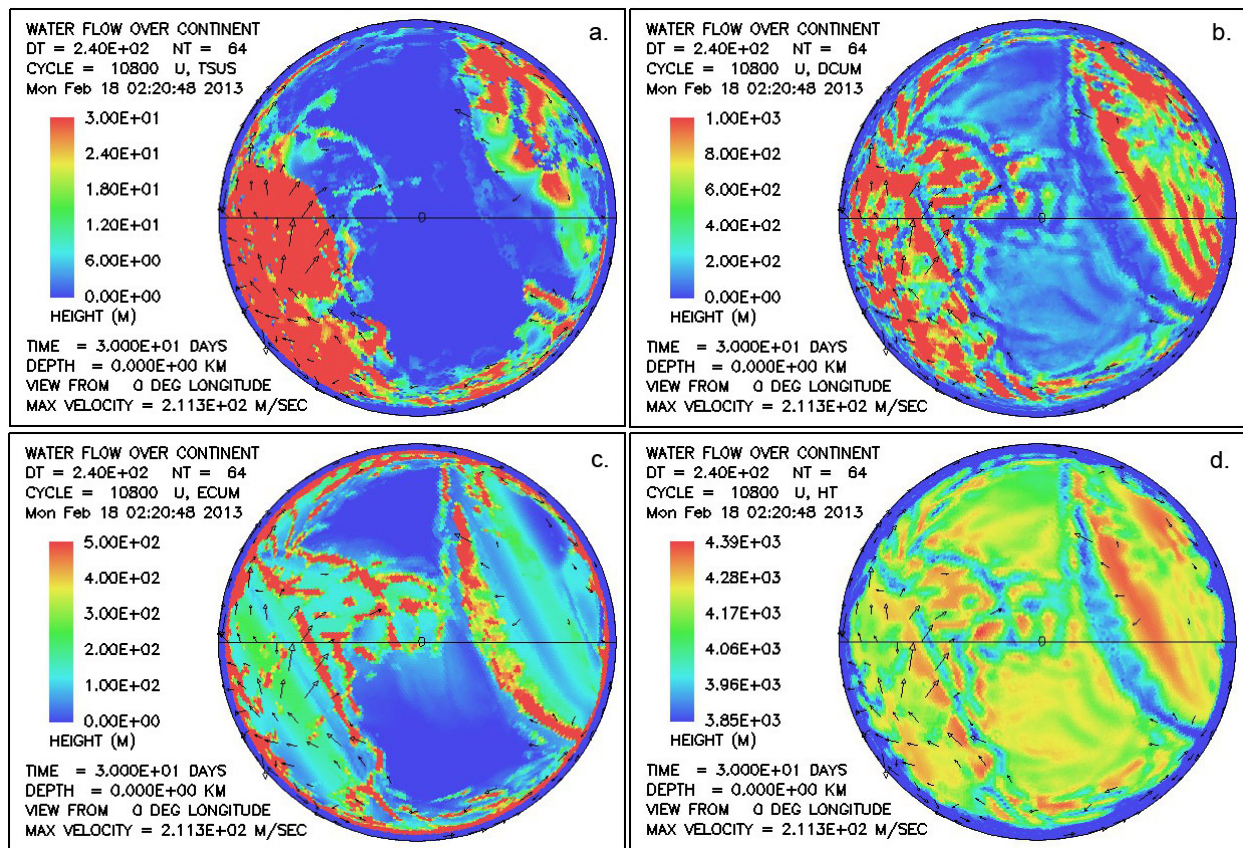 WATER FLOW OVER CONTINENT
DT = 2.40E+02 NT = 64
CYCLE = 10800 U, TSUS
Mon Feb 18 02:20:48 2013
a.
3.00E+01
2.40E+01
1.80E+01
1.20E+01
6.00E+00
0.00E+00
HEIGHT (M)
0
TIME = 3.000E+01 DAYS
DEPTH = 0.000E+00 KM
VIEW FROM 0 DEG LONGITUDE
MAX VELOCITY = 2.113E+02 M/SEC
WATER FLOW OVER CONTINENT
DT = 2.40E+02 NT = 64
CYCLE = 10800 U, DCUM
Mon Feb 18 02:20:48 2013
b.
1.00E+03
8.00E+02
6.00E+02
4.00E+02
2.00E+02
0.00E+00
HEIGHT (M)
0
TIME = 3.000E+01 DAYS
DEPTH = 0.000E+00 KM
VIEW FROM 0 DEG LONGITUDE
MAX VELOCITY = 2.113E+02 M/SEC
WATER FLOW OVER CONTINENT
DT = 2.40E+02 NT = 64
CYCLE = 10800 U, ECUM
Mon Feb 18 02:20:48 2013
c.
5.00E+02
4.00E+02
3.00E+02
2.00E+02
1.00E+02
0.00E+00
HEIGHT (M)
0
TIME = 3.000E+01 DAYS
DEPTH = 0.000E+00 KM
VIEW FROM 0 DEG LONGITUDE
MAX VELOCITY = 2.113E+02 M/SEC
WATER FLOW OVER CONTINENT
DT = 2.40E+02 NT = 64
CYCLE = 10800 U, HT
Mon Feb 18 02:20:48 2013
d.
4.39E+03
4.28E+03
4.17E+03
4.06E+03
3.96E+03
3.85E+03
HEIGHT (M)
0
TIME = 3.000E+01 DAYS
DEPTH = 0.000E+00 KM
VIEW FROM 0 DEG LONGITUDE
MAX VELOCITY = 2.113E+02 M/SEC